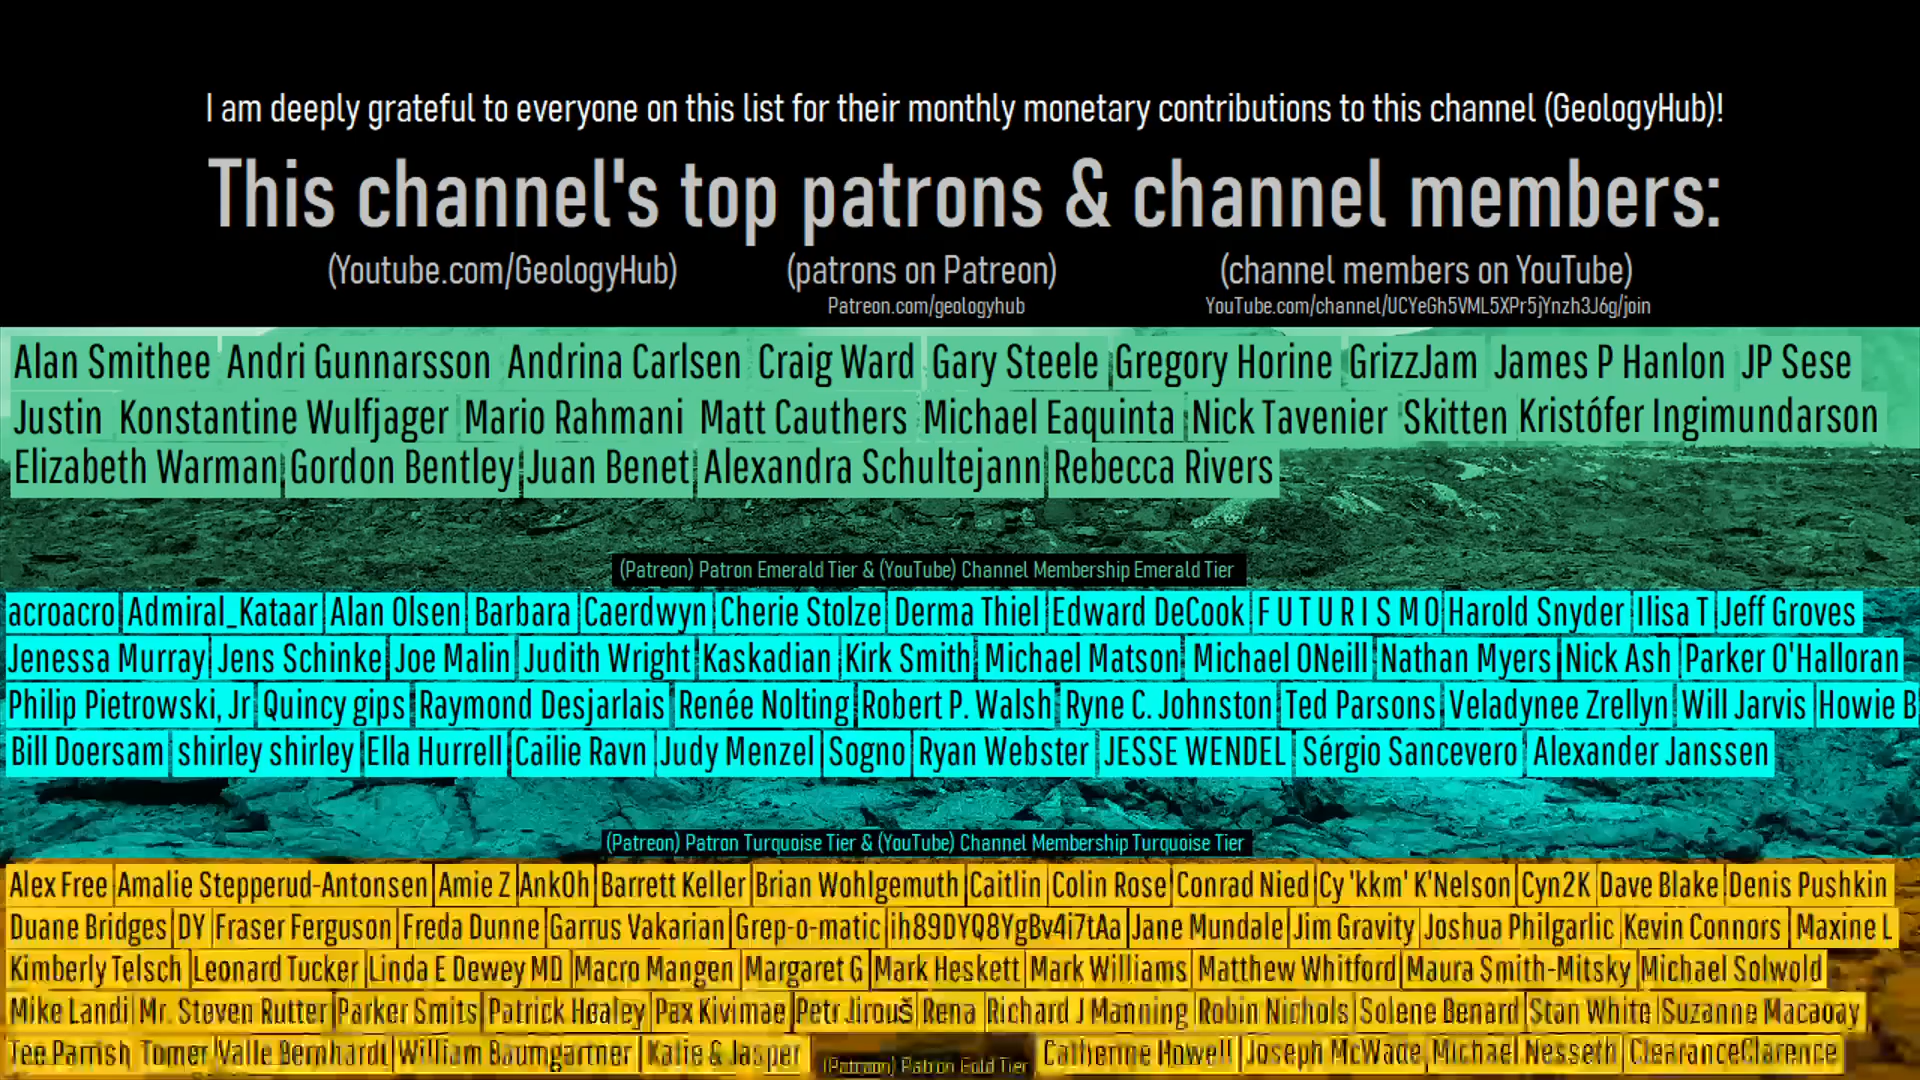 I am deeply grateful to everyone on this list for their monthly monetary contributions to this channel (GeologyHub)!
This channel's top patrons & channel members:
(Youtube.com/GeologyHub) (patrons on Patreon) (channel members on YouTube)
Patreon.com/geologyhub YouTube.com/channel/UCYeGh5VML5XPr5jYnzh3J6g/join
Alan Smithee Andri Gunnarsson Andrina Carlsen Craig Ward Gary Steele Gregory Horine GrizzJam James P Hanlon JP Sese
Justin Konstantine Wulfjager Mario Rahmani Matt Cauthers Michael Eaquinta Nick Tavenier Skitten Kristófer Ingimundarson
Elizabeth Warman Gordon Bentley Juan Benet Alexandra Schultejann Rebecca Rivers
(Patreon) Patron Emerald Tier & (YouTube) Channel Membership Emerald Tier
acroacro Admiral_Kataar Alan Olsen Barbara Caerdwyn Cherie Stolze Derma Thiel Edward DeCook F U T U R I S M O Harold Snyder Ilisa T Jeff Groves
Jenessa Murray Jens Schinke Joe Malin Judith Wright Kaskadian Kirk Smith Michael Matson Michael ONeill Nathan Myers Nick Ash Parker O'Halloran
Philip Pietrowski, Jr Quincy gips Raymond Desjarlais Renée Nolting Robert P. Walsh Ryne C. Johnston Ted Parsons Veladynee Zrellyn Will Jarvis Howie B
Bill Doersam shirley shirley Ella Hurrell Cailie Ravn Judy Menzel Sogno Ryan Webster JESSE WENDEL Sérgio Sancevero Alexander Janssen
(Patreon) Patron Turquoise Tier & (YouTube) Channel Membership Turquoise Tier
Alex Free Amalie Stepperud-Antonsen Amie Z AnkOh Barrett Keller Brian Wohlgemuth Caitlin Colin Rose Conrad Nied Cy 'kkm' K'Nelson Cyn2K Dave Blake Denis Pushkin
Duane Bridges DY Fraser Ferguson Freda Dunne Garrus Vakarian Grep-o-matic ih89DYQ8YgBv4i7tAa Jane Mundale Jim Gravity Joshua Philgarlic Kevin Connors Maxine L
Kimberly Telsch Leonard Tucker Linda E Dewey MD Macro Mangen Margaret G Mark Heskett Mark Williams Matthew Whitford Maura Smith-Mitsky Michael Solwold
Mike Landi Mr. Steven Rutter Parker Smits Patrick Healey Pax Kivimae Petr Jirouš Rena Richard J Manning Robin Nichols Solene Benard Stan White Suzanne
Tee Parrish Tomer Valle Bernhardt William Baumgartner Katie & Jasper (Patreon) Patron Gold Tier Catherine Howell Joseph McWade Michael Nesseth ClearanceClarence